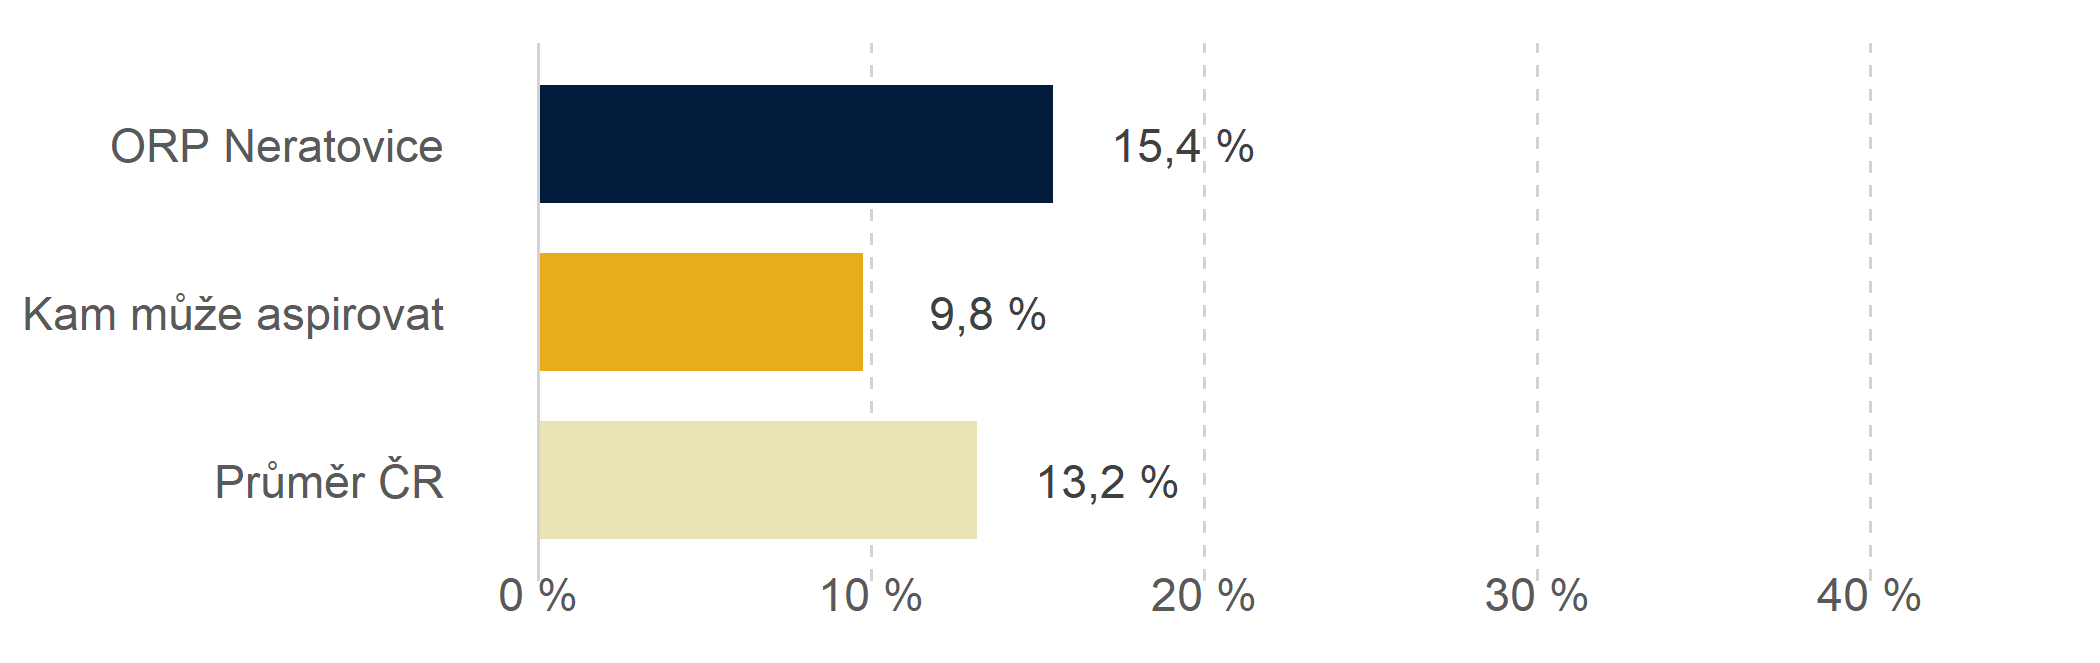 ORP Neratovice
15,4 %
Kam může aspirovat
9,8 %
Průměr ČR
13,2 %
0 %
10 %
20 %
30 %
40 %